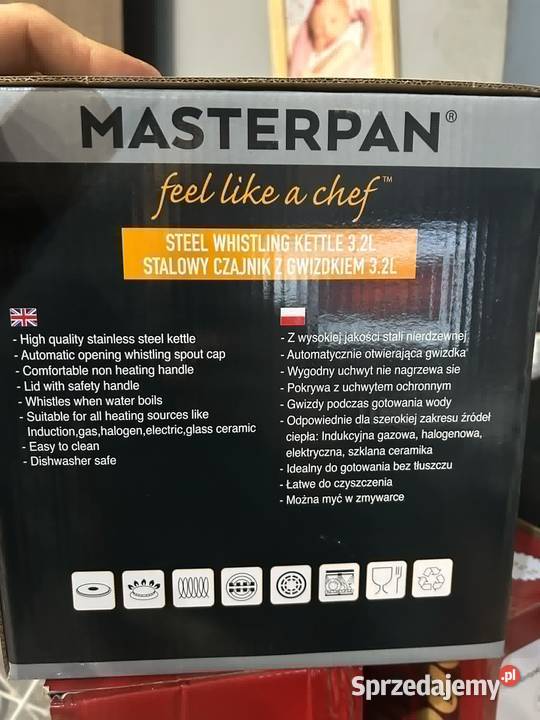 MASTERPAN®
feel like a chef™
STEEL WHISTLING KETTLE 3.2L
STALOWY CZAJNIK Z GWIZDKIEM 3.2L
- High quality stainless steel kettle
- Automatic opening whistling spout cap
- Comfortable non heating handle
- Lid with safety handle
- Whistles when water boils
- Suitable for all heating sources like
Induction,gas,halogen,electric,glass ceramic
- Easy to clean
- Dishwasher safe
- Z wysokiej jakości stali nierdzewnej
- Automatycznie otwierająca gwizdka
- Wygodny uchwyt nie nagrzewa sie
- Pokrywa z uchwytem ochronnym
- Gwizdy podczas gotowania wody
- Odpowiednie dla szerokiej zakresu źródeł
ciepła: Indukcyjna gazowa, halogenowa,
elektryczna, szklana ceramika
- Idealny do gotowania bez tłuszczu
- Łatwe do czyszczenia
- Można myć w zmywarce
Sprzedajemy.pl